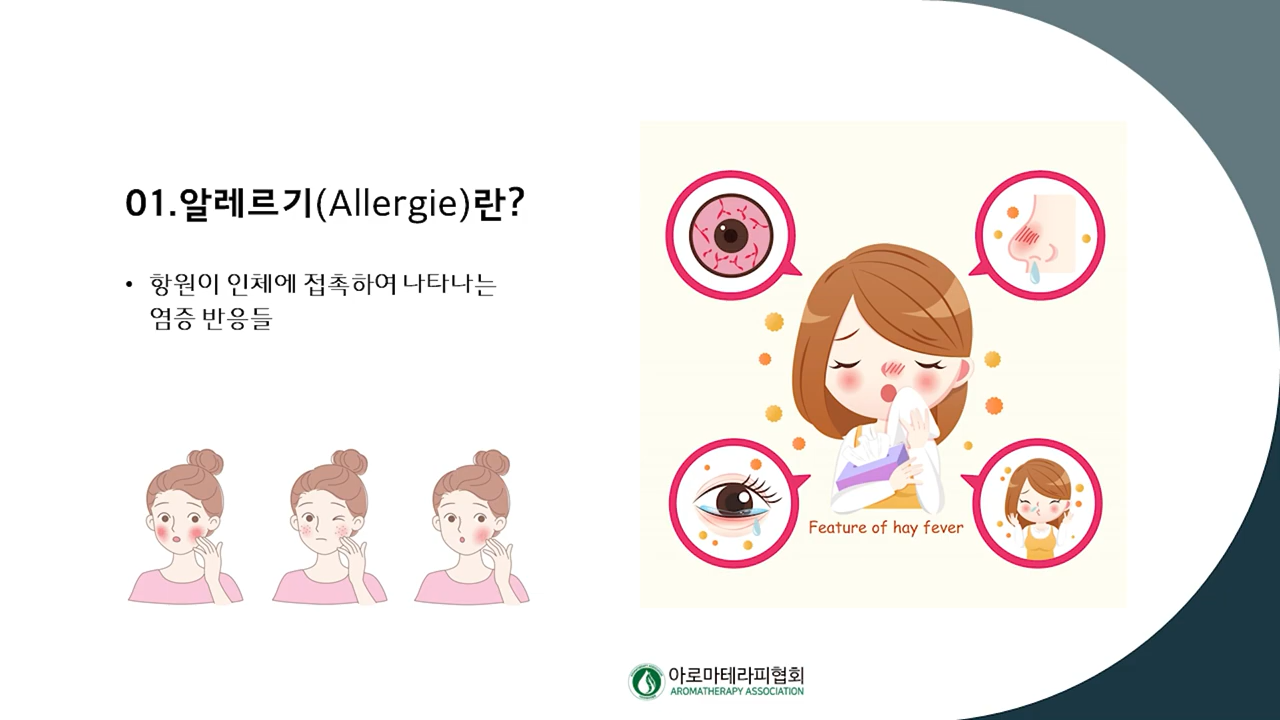 01.알레르기(Allergie)란?
• 항원이 인체에 접촉하여 나타나는
염증 반응들
Feature of hay fever
아로마테라피협회
AROMATHERAPY ASSOCIATION